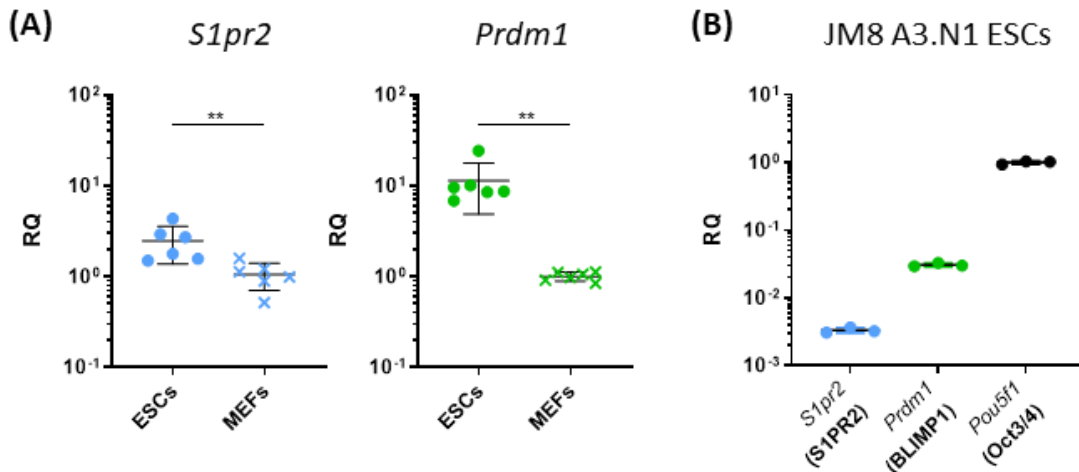 (A)
S1pr2
Prdm1
(B)
JM8 A3.N1 ESCs
**
**
RQ
10²
10¹
10⁰
10⁻¹
ESCs
MEFs
RQ
10²
10¹
10⁰
10⁻¹
ESCs
MEFs
RQ
10¹
10⁰
10⁻¹
10⁻²
10⁻³
S1pr2
(S1PR2)
Prdm1
(BLIMP1)
Pou5f1
(Oct3/4)